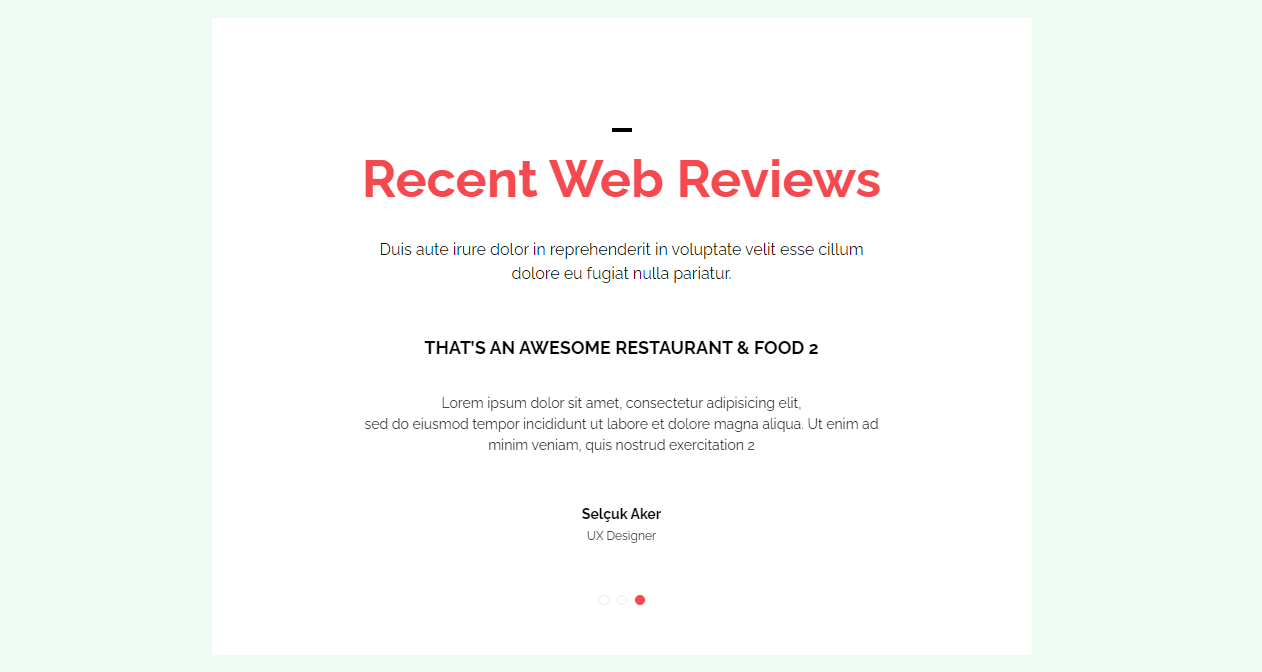 Recent Web Reviews
Duis aute irure dolor in reprehenderit in voluptate velit esse cillum
dolore eu fugiat nulla pariatur.
THAT'S AN AWESOME RESTAURANT & FOOD 2
Lorem ipsum dolor sit amet, consectetur adipisicing elit,
sed do eiusmod tempor incididunt ut labore et dolore magna aliqua. Ut enim ad
minim veniam, quis nostrud exercitation 2
Selçuk Aker
UX Designer